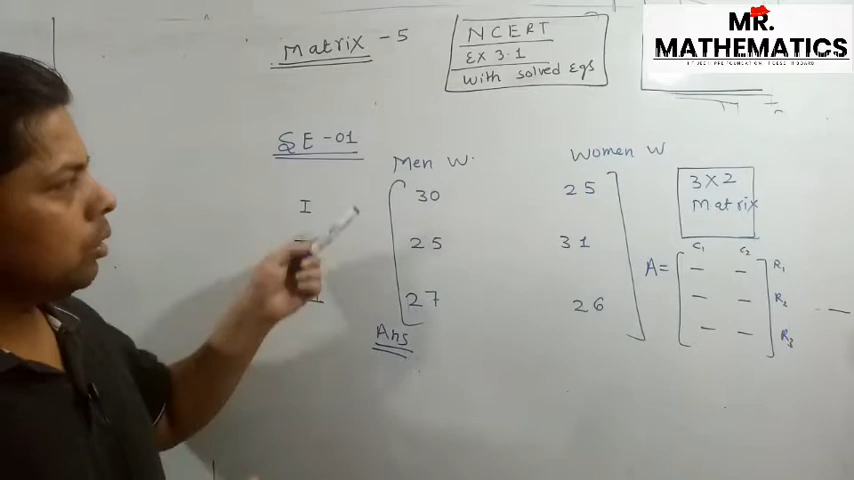 Matrix - 5
NCERT
EX 3.1
With solved Egs
MR.
MATHEMATICS
SE - 01
Men W.
Women W
I
30
25
25
31
27
26
Ans
3X2
Matrix
C1 C2
A=
R1
R2
R3